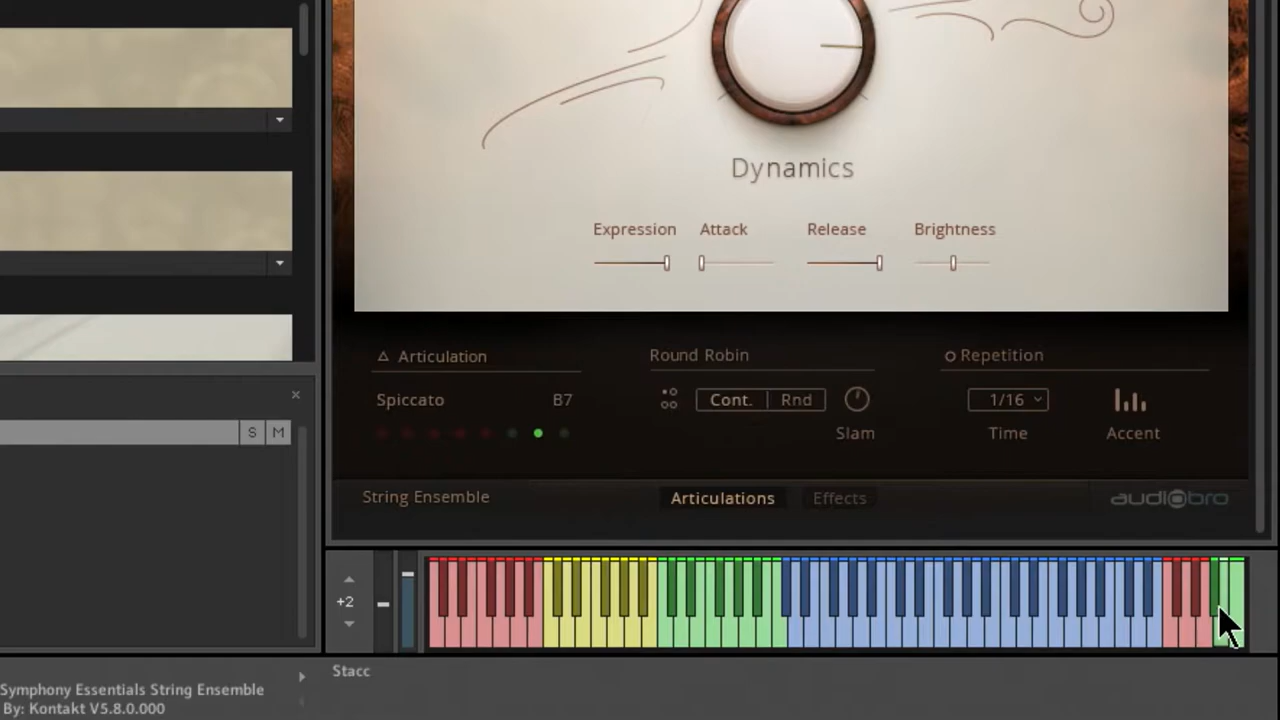 Dynamics
Expression Attack Release Brightness
Articulation Round Robin Repetition
Spiccato B7 Cont. Rnd 1/16
Slam Time Accent
S M
String Ensemble Articulations Effects audiobro
+2
Stacc
Symphony Essentials String Ensemble
By: Kontakt V5.8.0.000